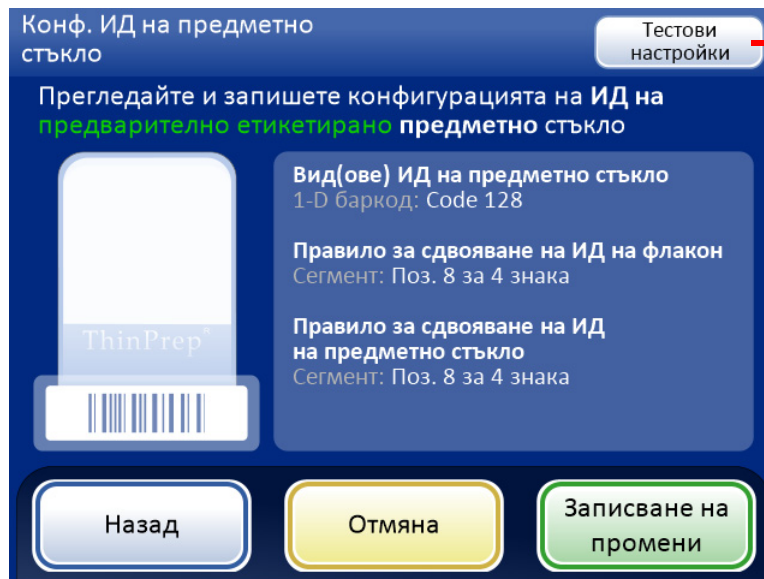 Конф. ИД на предметно
стъкло
Тестови
настройки
Прегледайте и запишете конфигурацията на ИД на
предварително етикетирано предметно стъкло
Вид(ове) ИД на предметно стъкло
1-D баркод: Code 128
Правило за сдвояване на ИД на флакон
Сегмент: Поз. 8 за 4 знака
Правило за сдвояване на ИД
на предметно стъкло
Сегмент: Поз. 8 за 4 знака
ThinPrep®
Назад
Отмяна
Записване на
промени